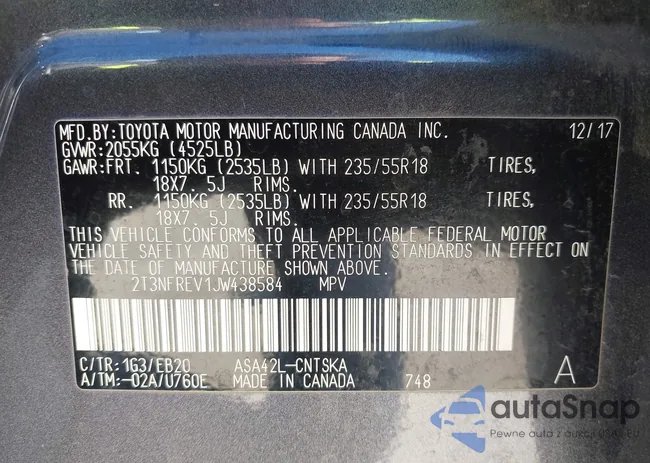 MFD.BY:TOYOTA MOTOR MANUFACTURING CANADA INC. 12/17
GVWR:2055KG (4525LB)
GAWR:FRT. 1150KG (2535LB) WITH 235/55R18 TIRES,
18X7. 5J RIMS.
RR. 1150KG (2535LB) WITH 235/55R18 TIRES,
18X7. 5J RIMS.
THIS VEHICLE CONFORMS TO ALL APPLICABLE FEDERAL MOTOR
VEHICLE SAFETY AND THEFT PREVENTION STANDARDS IN EFFECT ON
THE DATE OF MANUFACTURE SHOWN ABOVE.
2T3NFREV1JW438584 MPV
C/TR:1G3/EB20 ASA42L-CNTSKA
A/TM:-02A/U760E MADE IN CANADA 748 A
autaSnap
Pewne auta z aukcji